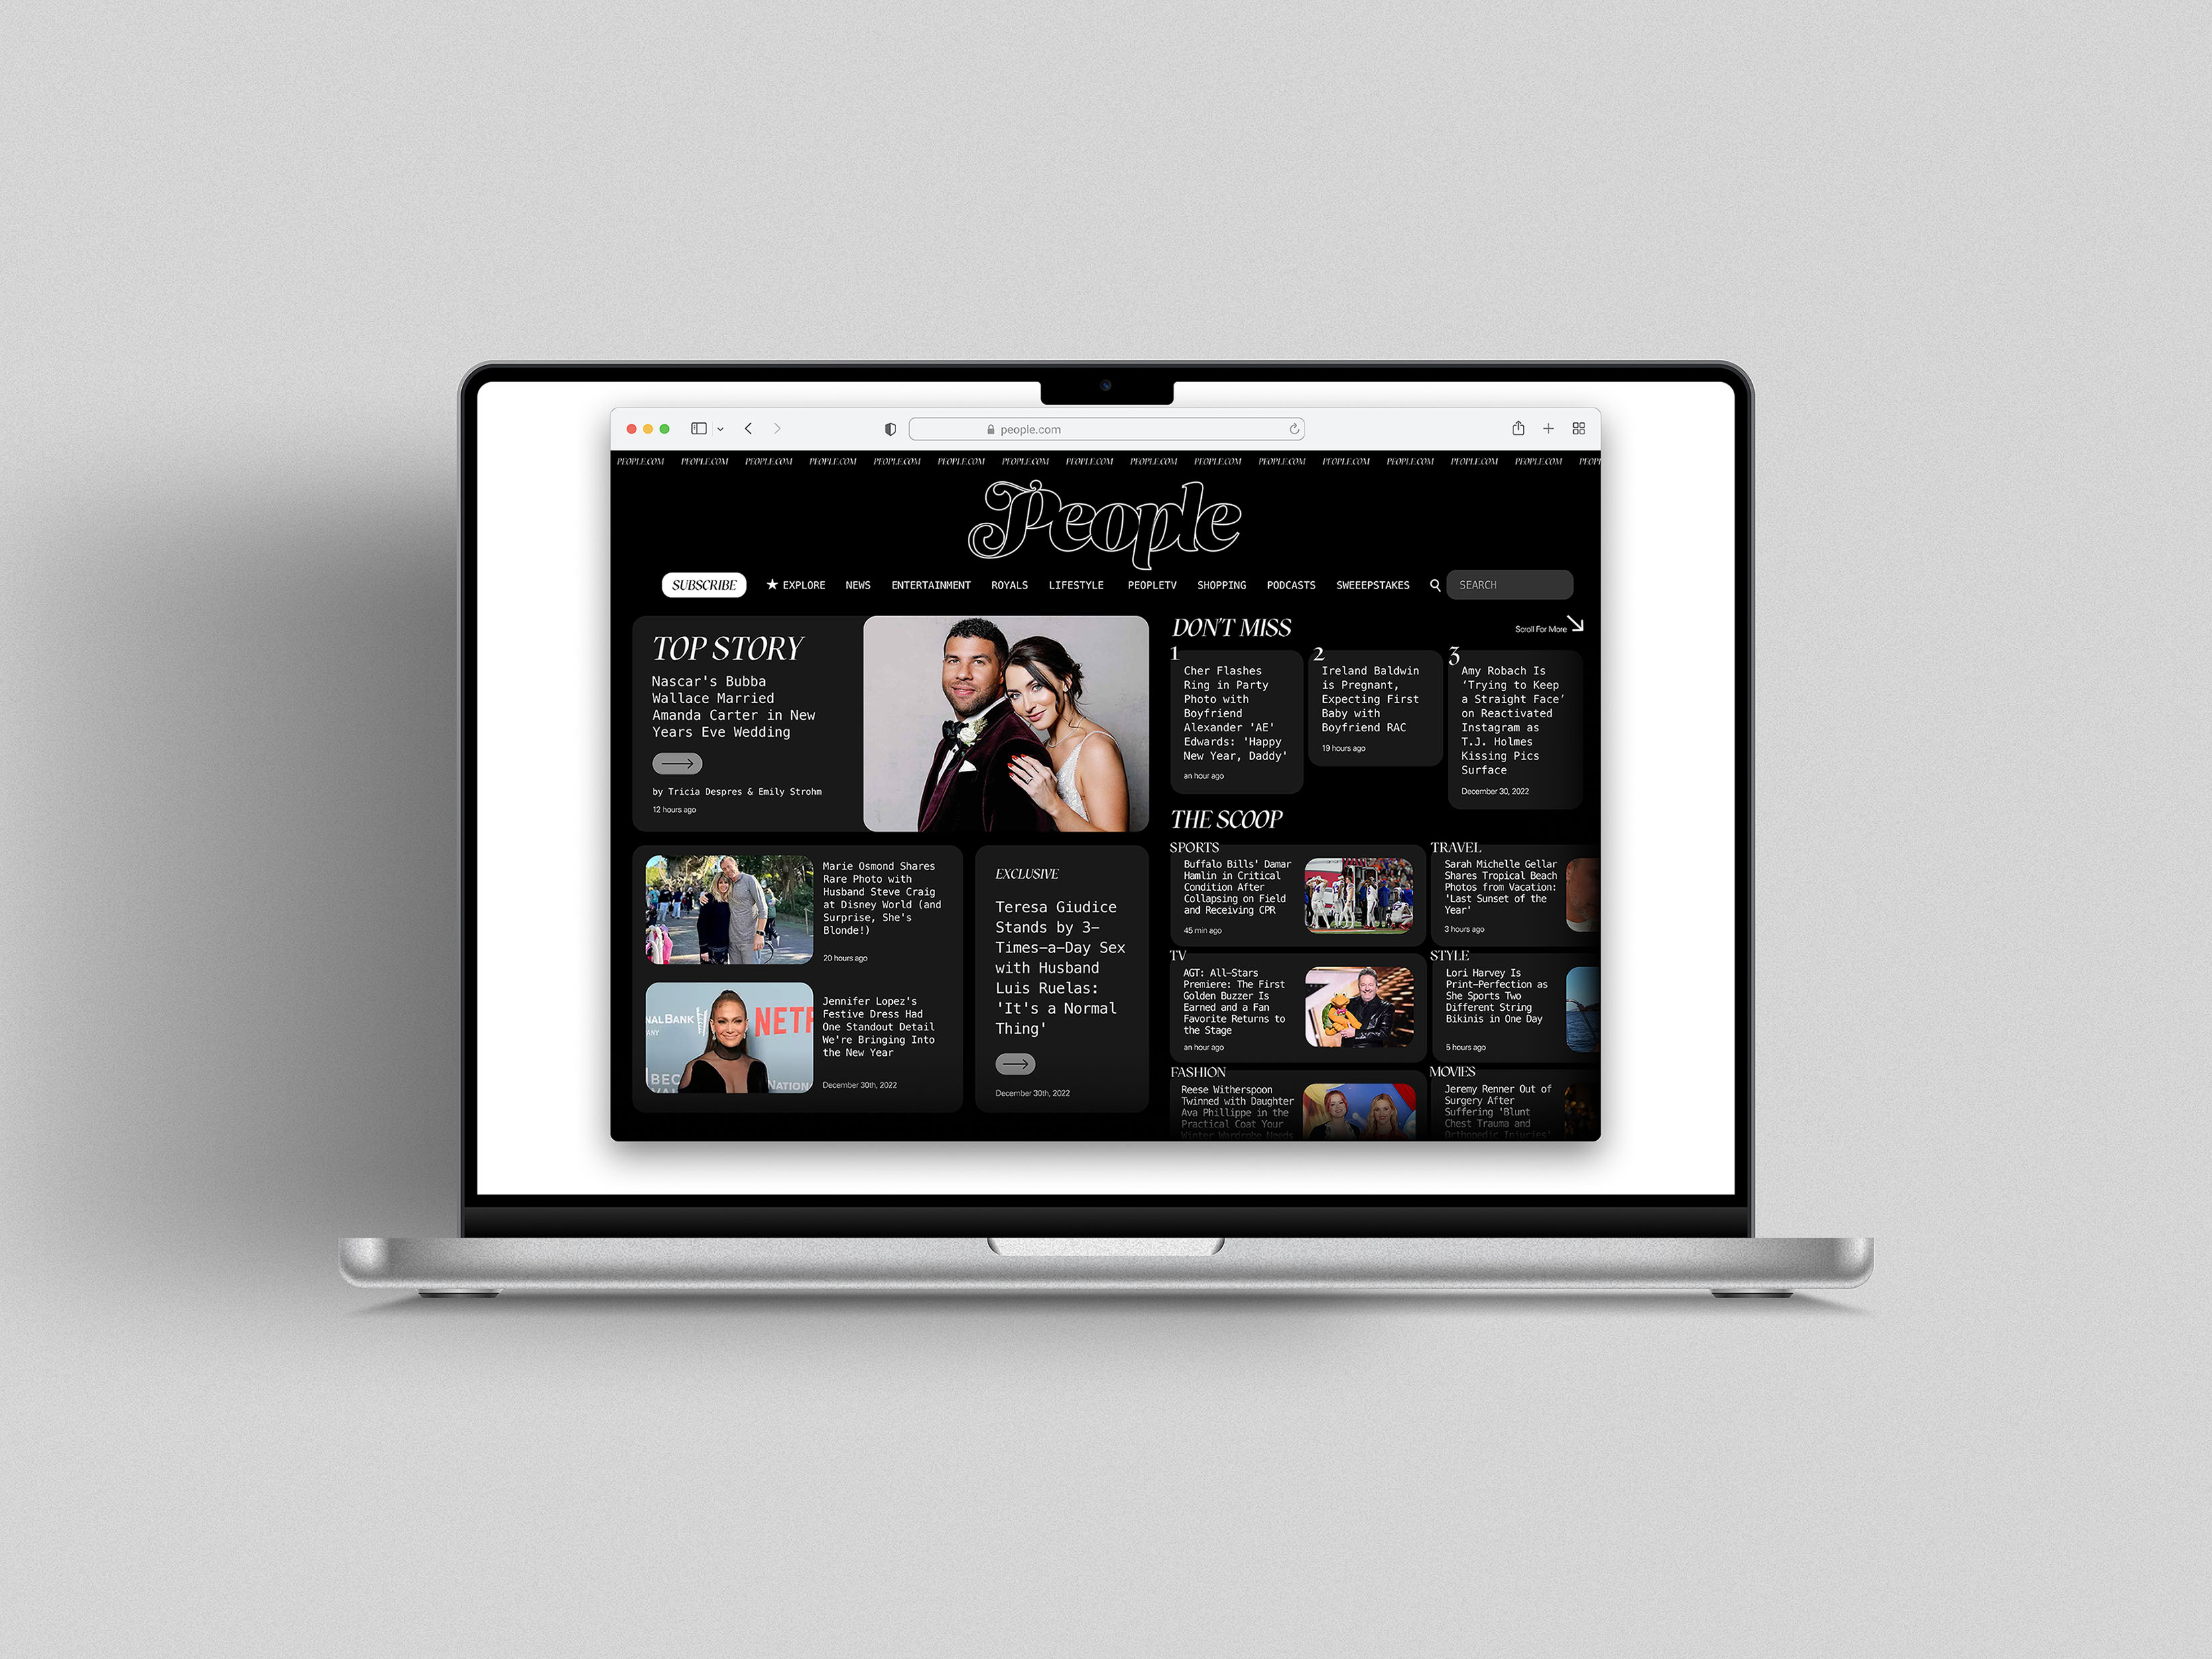 people.com
PEOPLE.COM PEOPLE.COM PEOPLE.COM PEOPLE.COM PEOPLE.COM PEOPLE.COM PEOPLE.COM PEOPLE.COM PEOPLE.COM PEOPLE.COM PEOPLE.COM PEOPLE.COM PEOPLE.COM PEOPLE.COM PEOPLE.COM PEOPL
People
SUBSCRIBE ★ EXPLORE NEWS ENTERTAINMENT ROYALS LIFESTYLE PEOPLETV SHOPPING PODCASTS SWEEEPSTAKES SEARCH
TOP STORY
Nascar's Bubba
Wallace Married
Amanda Carter in New
Years Eve Wedding
by Tricia Despres & Emily Strohm
12 hours ago
Marie Osmond Shares
Rare Photo with
Husband Steve Craig
at Disney World (and
Surprise, She's
Blonde!)
20 hours ago
NALBANK
ANY
NETF
BEC
VAL
NATION
Jennifer Lopez's
Festive Dress Had
One Standout Detail
We're Bringing Into
the New Year
December 30th, 2022
EXCLUSIVE
Teresa Giudice
Stands by 3-
Times-a-Day Sex
with Husband
Luis Ruelas:
'It's a Normal
Thing'
December 30th, 2022
DON'T MISS
Scroll For More
1
Cher Flashes
Ring in Party
Photo with
Boyfriend
Alexander 'AE'
Edwards: 'Happy
New Year, Daddy'
an hour ago
2
Ireland Baldwin
is Pregnant,
Expecting First
Baby with
Boyfriend RAC
19 hours ago
3
Amy Robach Is
‘Trying to Keep
a Straight Face’
on Reactivated
Instagram as
T.J. Holmes
Kissing Pics
Surface
December 30, 2022
THE SCOOP
SPORTS
Buffalo Bills' Damar
Hamlin in Critical
Condition After
Collapsing on Field
and Receiving CPR
45 min ago
TRAVEL
Sarah Michelle Gellar
Shares Tropical Beach
Photos from Vacation:
'Last Sunset of the
Year'
3 hours ago
TV
AGT: All-Stars
Premiere: The First
Golden Buzzer Is
Earned and a Fan
Favorite Returns to
the Stage
an hour ago
STYLE
Lori Harvey Is
Print-Perfection as
She Sports Two
Different String
Bikinis in One Day
5 hours ago
FASHION
Reese Witherspoon
Twinned with Daughter
Ava Phillippe in the
Practical Coat Your
Winter Wardrobe Needs
MOVIES
Jeremy Renner Out of
Surgery After
Suffering 'Blunt
Chest Trauma and
Orthopedic Injuries'